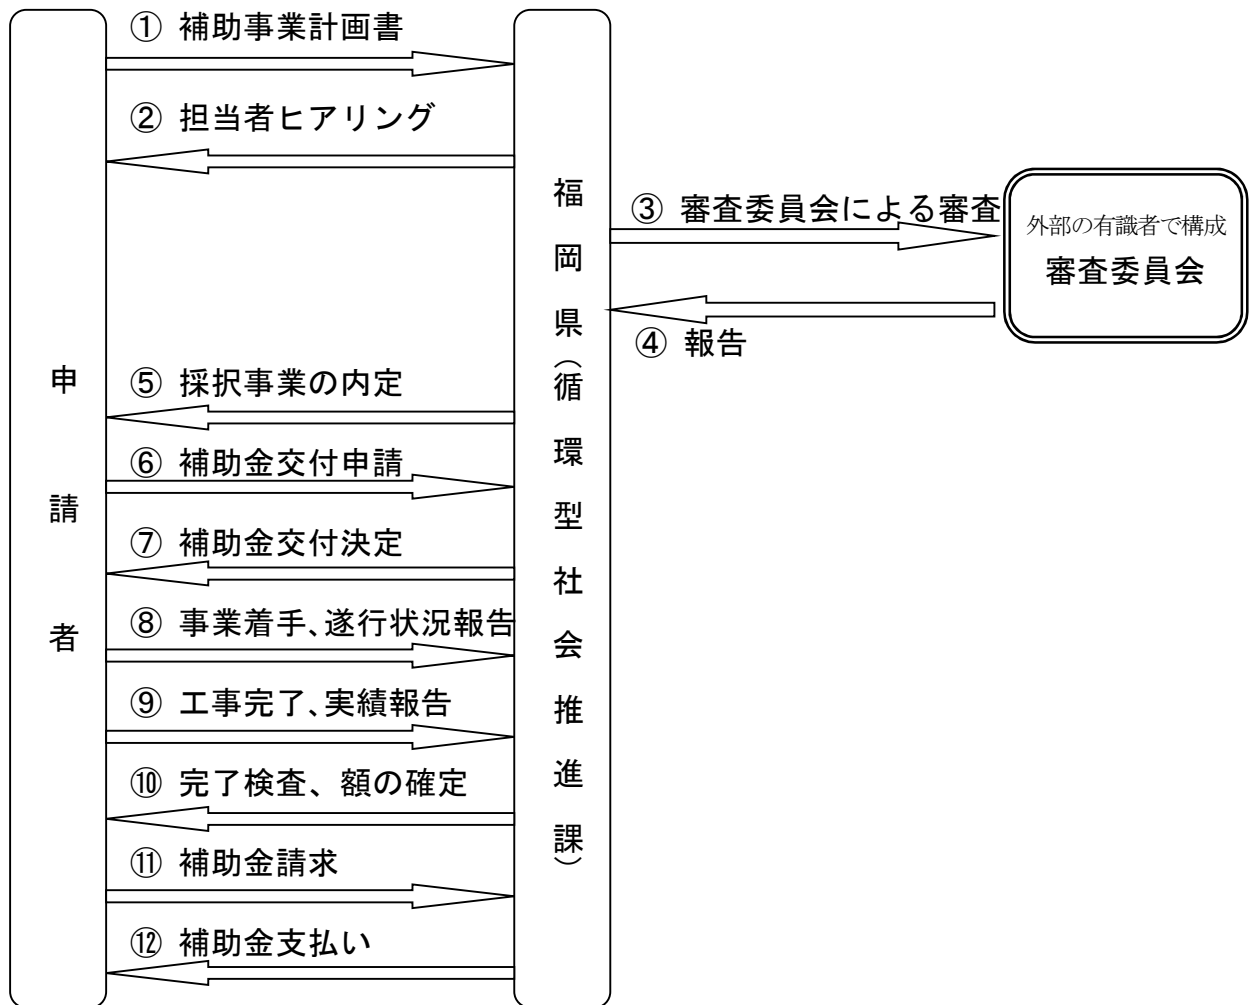 ① 補助事業計画書
② 担当者ヒアリング
③ 審査委員会による審査
外部の有識者で構成
審査委員会
④ 報告
⑤ 採択事業の内定
⑥ 補助金交付申請
⑦ 補助金交付決定
⑧ 事業着手、遂行状況報告
⑨ 工事完了、実績報告
⑩ 完了検査、額の確定
⑪ 補助金請求
⑫ 補助金支払い
申請者
福岡県(循環型社会推進課)